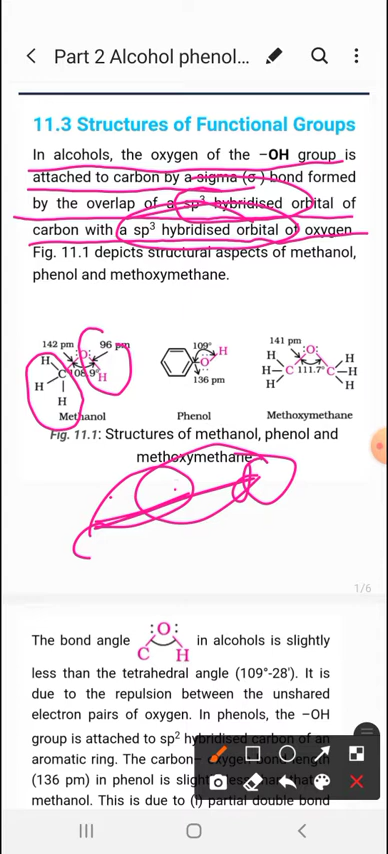 Part 2 Alcohol phenol...
11.3 Structures of Functional Groups
In alcohols, the oxygen of the –OH group is
attached to carbon by a sigma (σ) bond formed
by the overlap of a sp³ hybridised orbital of
carbon with a sp³ hybridised orbital of oxygen
Fig. 11.1 depicts structural aspects of methanol,
phenol and methoxymethane.
142 pm 96 pm 109° 141 pm
H O H :O: H
H C 108.9° H O H–C 111.7° C–H
H 136 pm H H
Methanol Phenol Methoxymethane
Fig. 11.1: Structures of methanol, phenol and
methoxymethane
1/6
:O:
The bond angle C H in alcohols is slightly
less than the tetrahedral angle (109°-28′). It is
due to the repulsion between the unshared
electron pairs of oxygen. In phenols, the –OH
group is attached to sp² hybridised carbon of an
aromatic ring. The carbon– oxygen bond length
(136 pm) in phenol is slightly less than that
methanol. This is due to (i) partial double bond